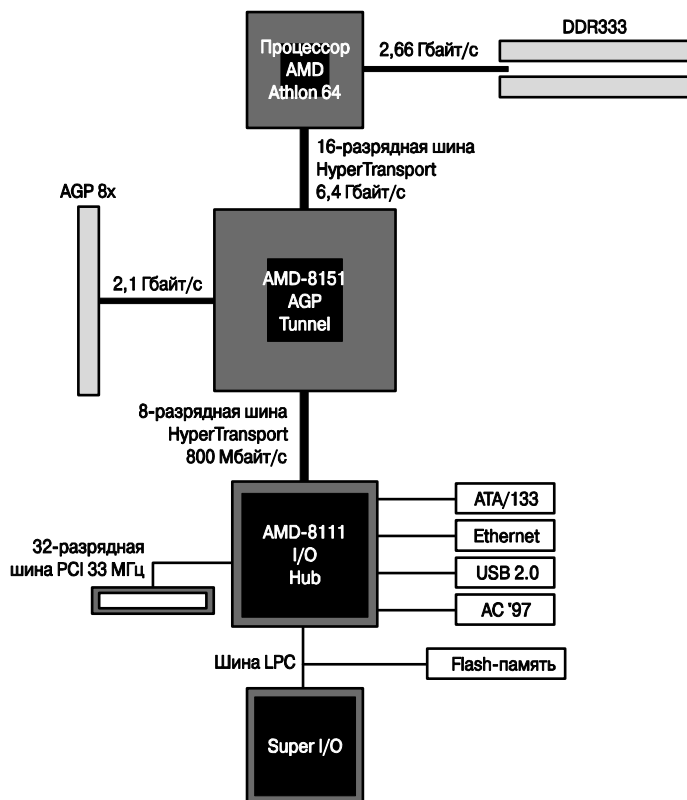 Процессор
AMD
Athlon 64
2,66 Гбайт/с
DDR333
16-разрядная шина
HyperTransport
6,4 Гбайт/с
AGP 8x
2,1 Гбайт/с
AMD-8151
AGP
Tunnel
8-разрядная шина
HyperTransport
800 Мбайт/с
AMD-8111
I/O
Hub
ATA/133
Ethernet
USB 2.0
AC '97
32-разрядная
шина PCI 33 МГц
Шина LPC
Flash-память
Super I/O